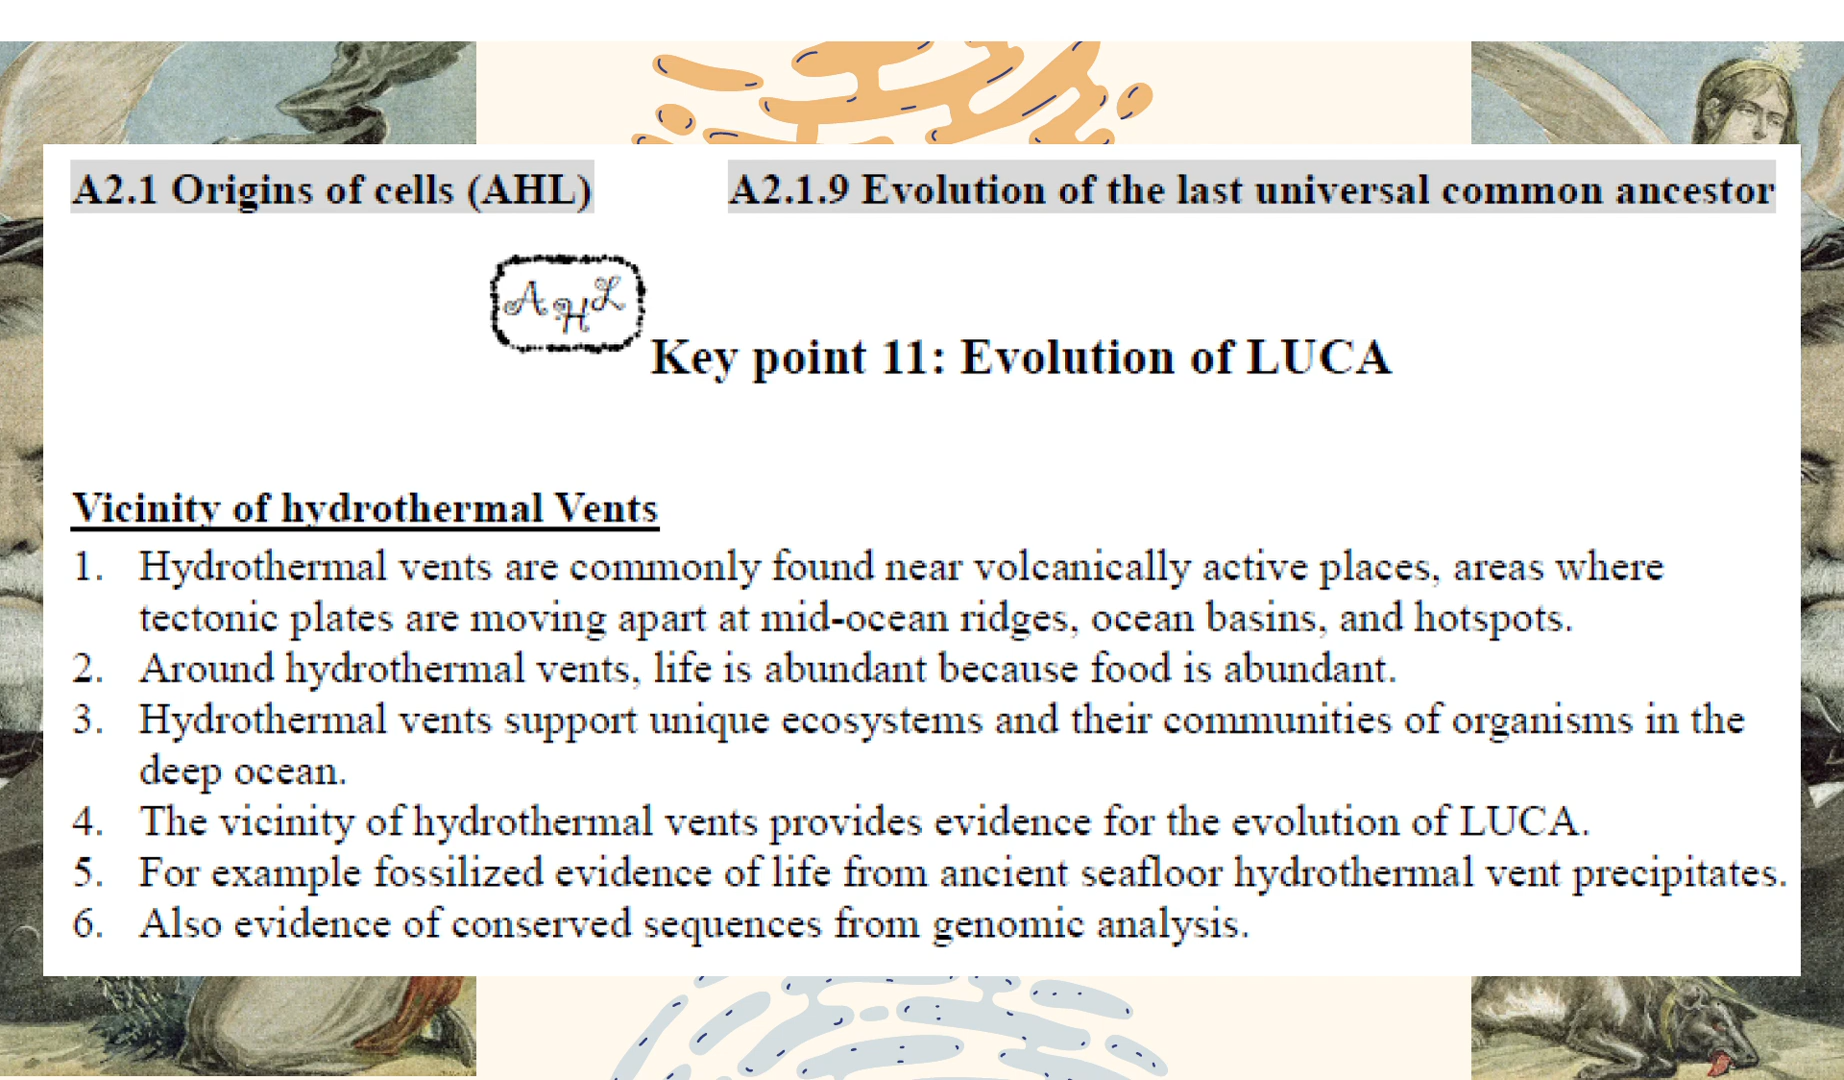 A2.1 Origins of cells (AHL) A2.1.9 Evolution of the last universal common ancestor
AHL
Key point 11: Evolution of LUCA
Vicinity of hydrothermal Vents
1. Hydrothermal vents are commonly found near volcanically active places, areas where
tectonic plates are moving apart at mid-ocean ridges, ocean basins, and hotspots.
2. Around hydrothermal vents, life is abundant because food is abundant.
3. Hydrothermal vents support unique ecosystems and their communities of organisms in the
deep ocean.
4. The vicinity of hydrothermal vents provides evidence for the evolution of LUCA.
5. For example fossilized evidence of life from ancient seafloor hydrothermal vent precipitates.
6. Also evidence of conserved sequences from genomic analysis.